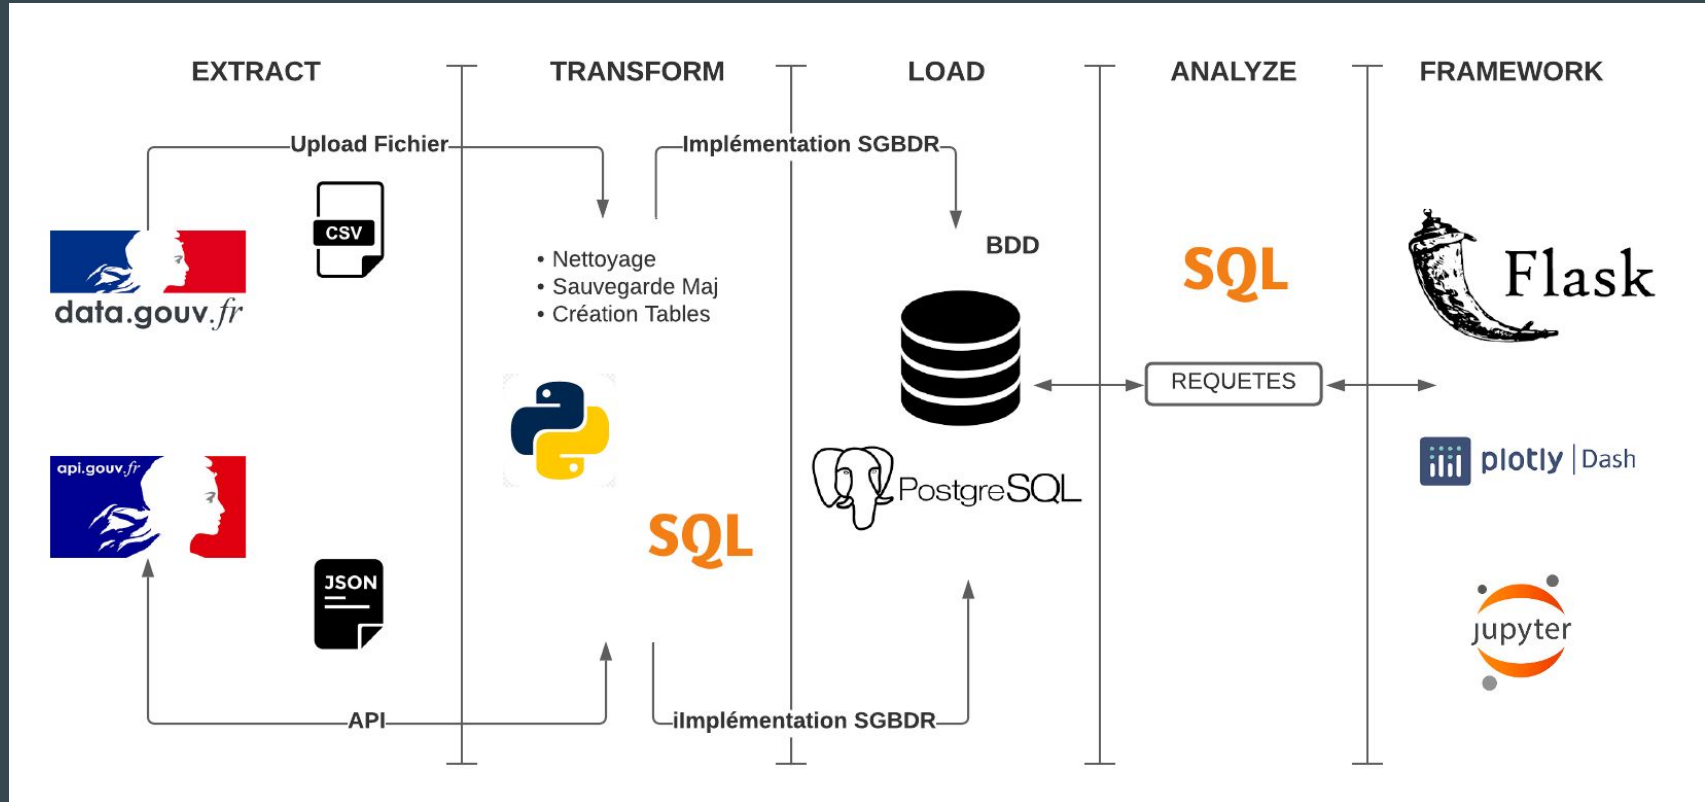 EXTRACT
TRANSFORM
LOAD
ANALYZE
FRAMEWORK
Upload Fichier
Implémentation SGBDR
CSV
data.gouv.fr
• Nettoyage
• Sauvegarde Maj
• Création Tables
BDD
SQL
Flask
REQUETES
api.gouv.fr
PostgreSQL
plotly | Dash
SQL
JSON
jupyter
API
iImplémentation SGBDR